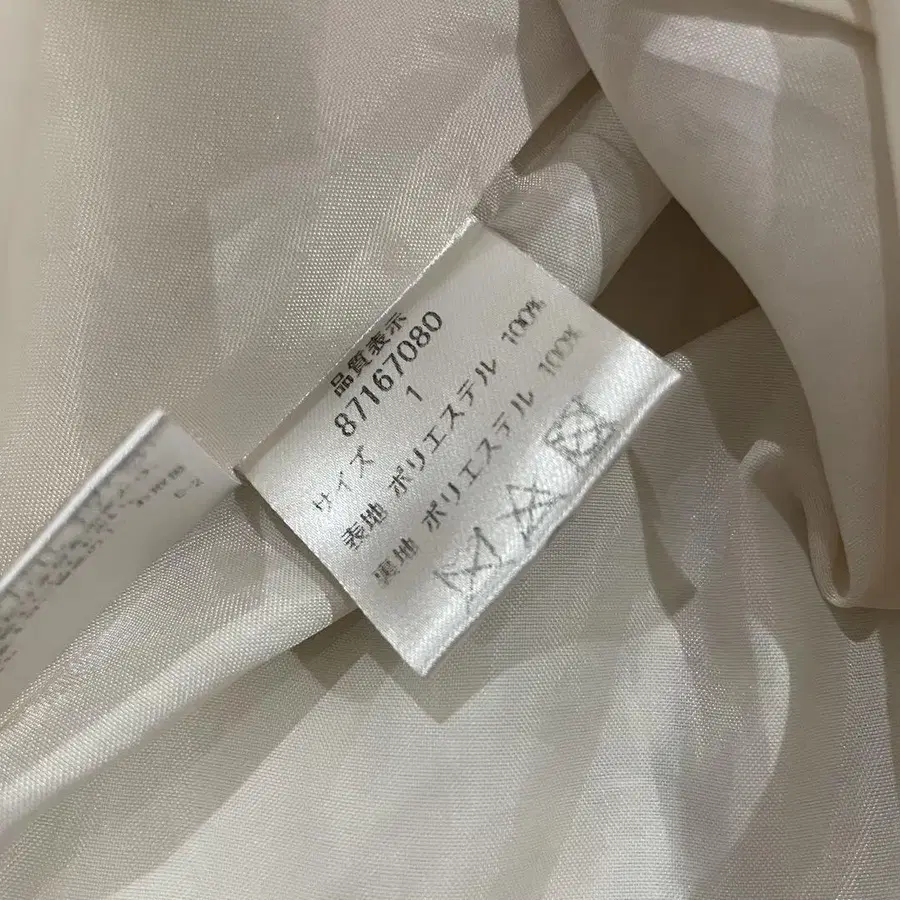 品質表示
87167080
サイズ 1
表地 ポリエステル 100%
裏地 ポリエステル 100%